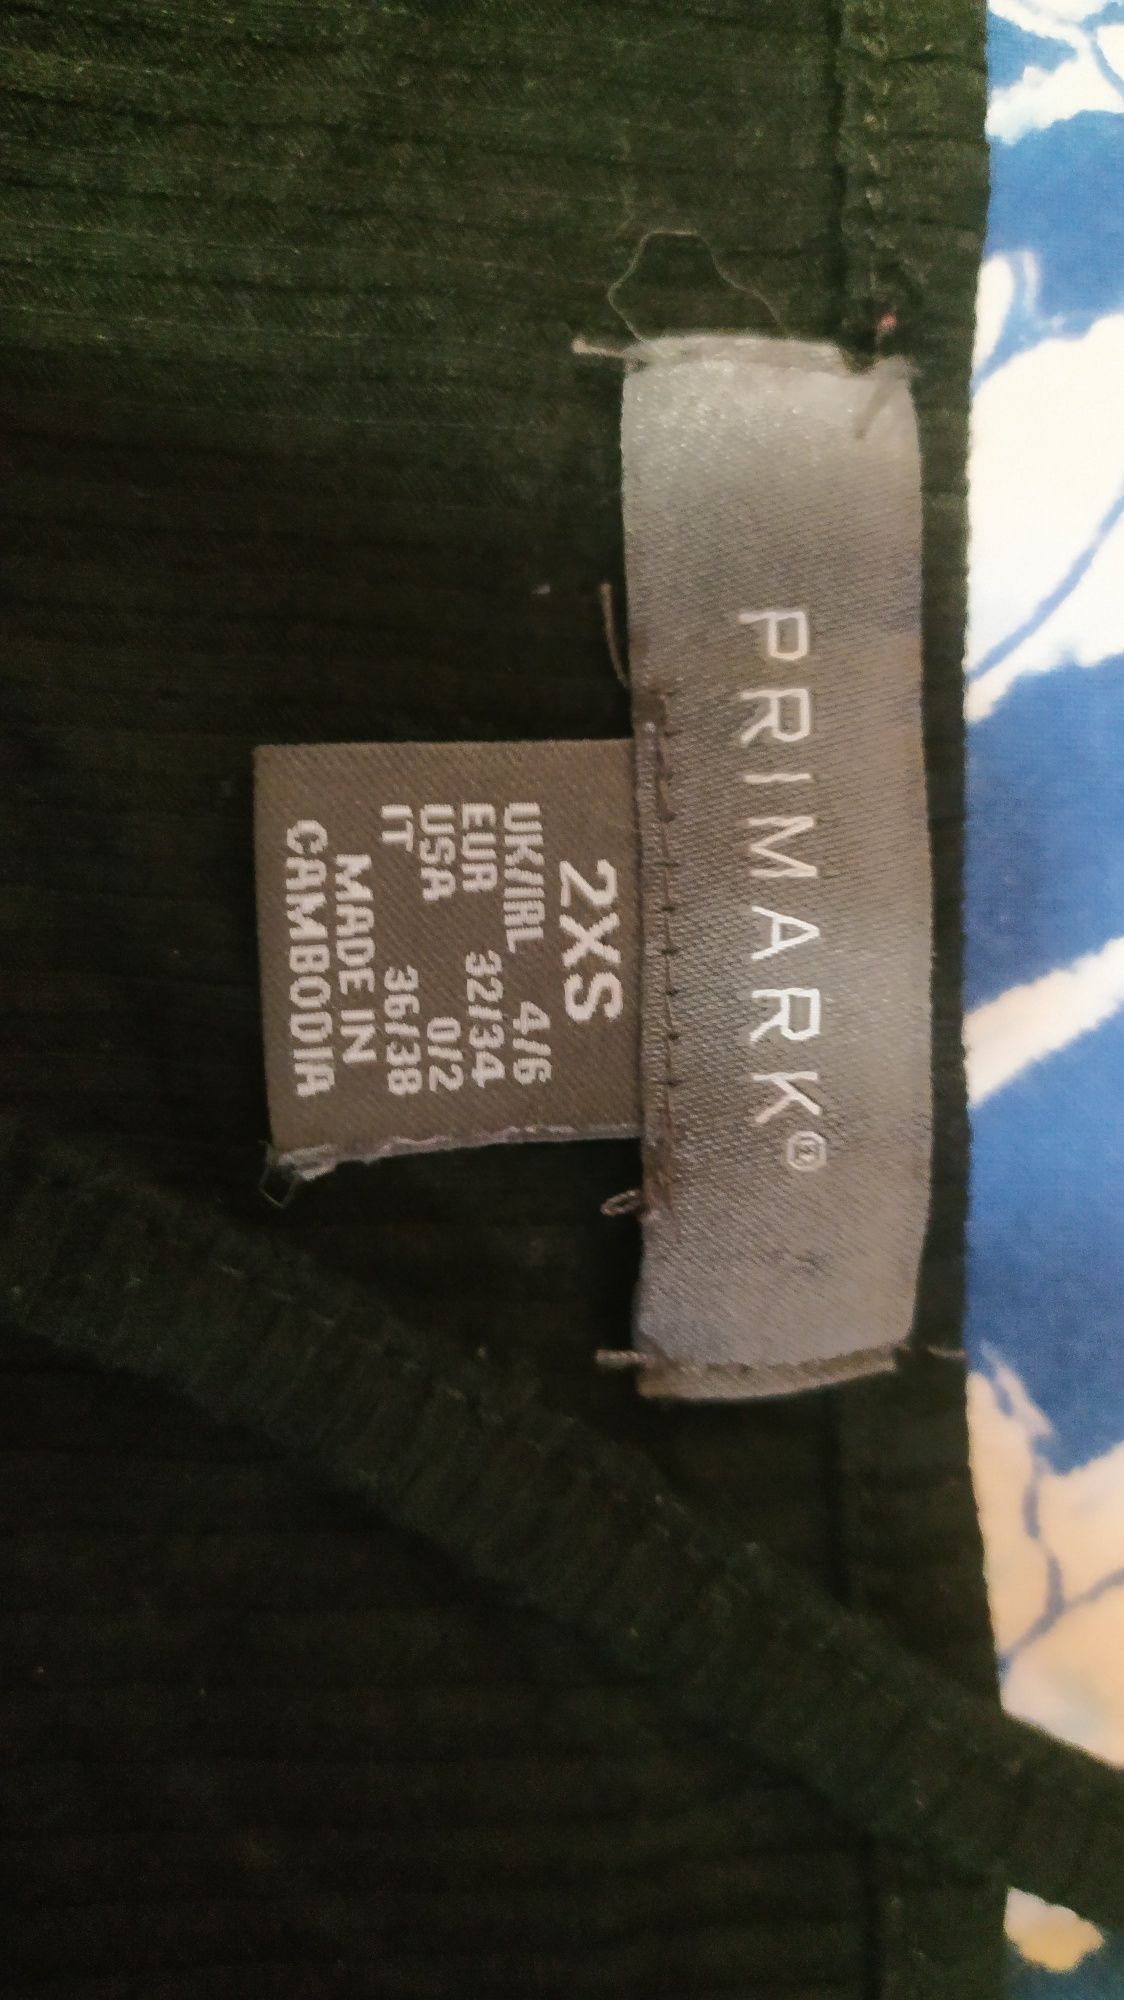 PRIMARK®
2XS
UK/IRL 4/6
EUR 32/34
USA 0/2
IT 36/38
MADE IN
CAMBODIA